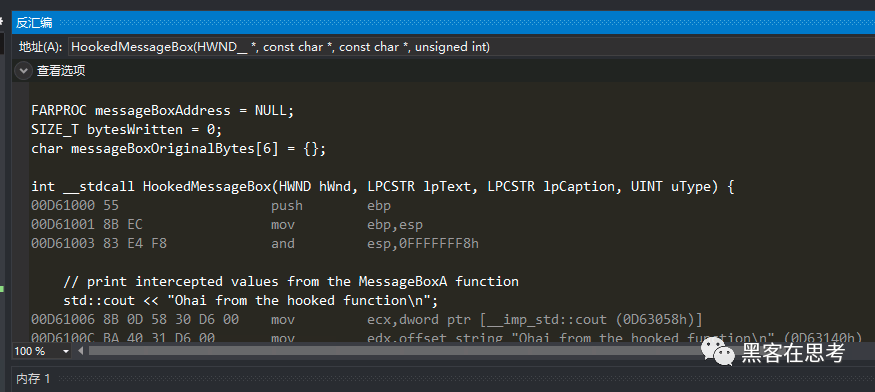 反汇编
地址(A): HookedMessageBox(HWND__ *, const char *, const char *, unsigned int)
查看选项
FARPROC messageBoxAddress = NULL;
SIZE_T bytesWritten = 0;
char messageBoxOriginalBytes[6] = {};
int __stdcall HookedMessageBox(HWND hWnd, LPCSTR lpText, LPCSTR lpCaption, UINT uType) {
00D61000 55 push ebp
00D61001 8B EC mov ebp,esp
00D61003 83 E4 F8 and esp,0FFFFFFF8h
// print intercepted values from the MessageBoxA function
std::cout << "Ohai from the hooked function\n";
00D61006 8B 0D 58 30 D6 00 mov ecx,dword ptr [__imp_std::cout (0D63058h)]
00D6100C BA 40 31 D6 00 mov edx,offset string "Ohai from the hooked function\n" (0D63140h)
100 %
黑客在思考
内存 1